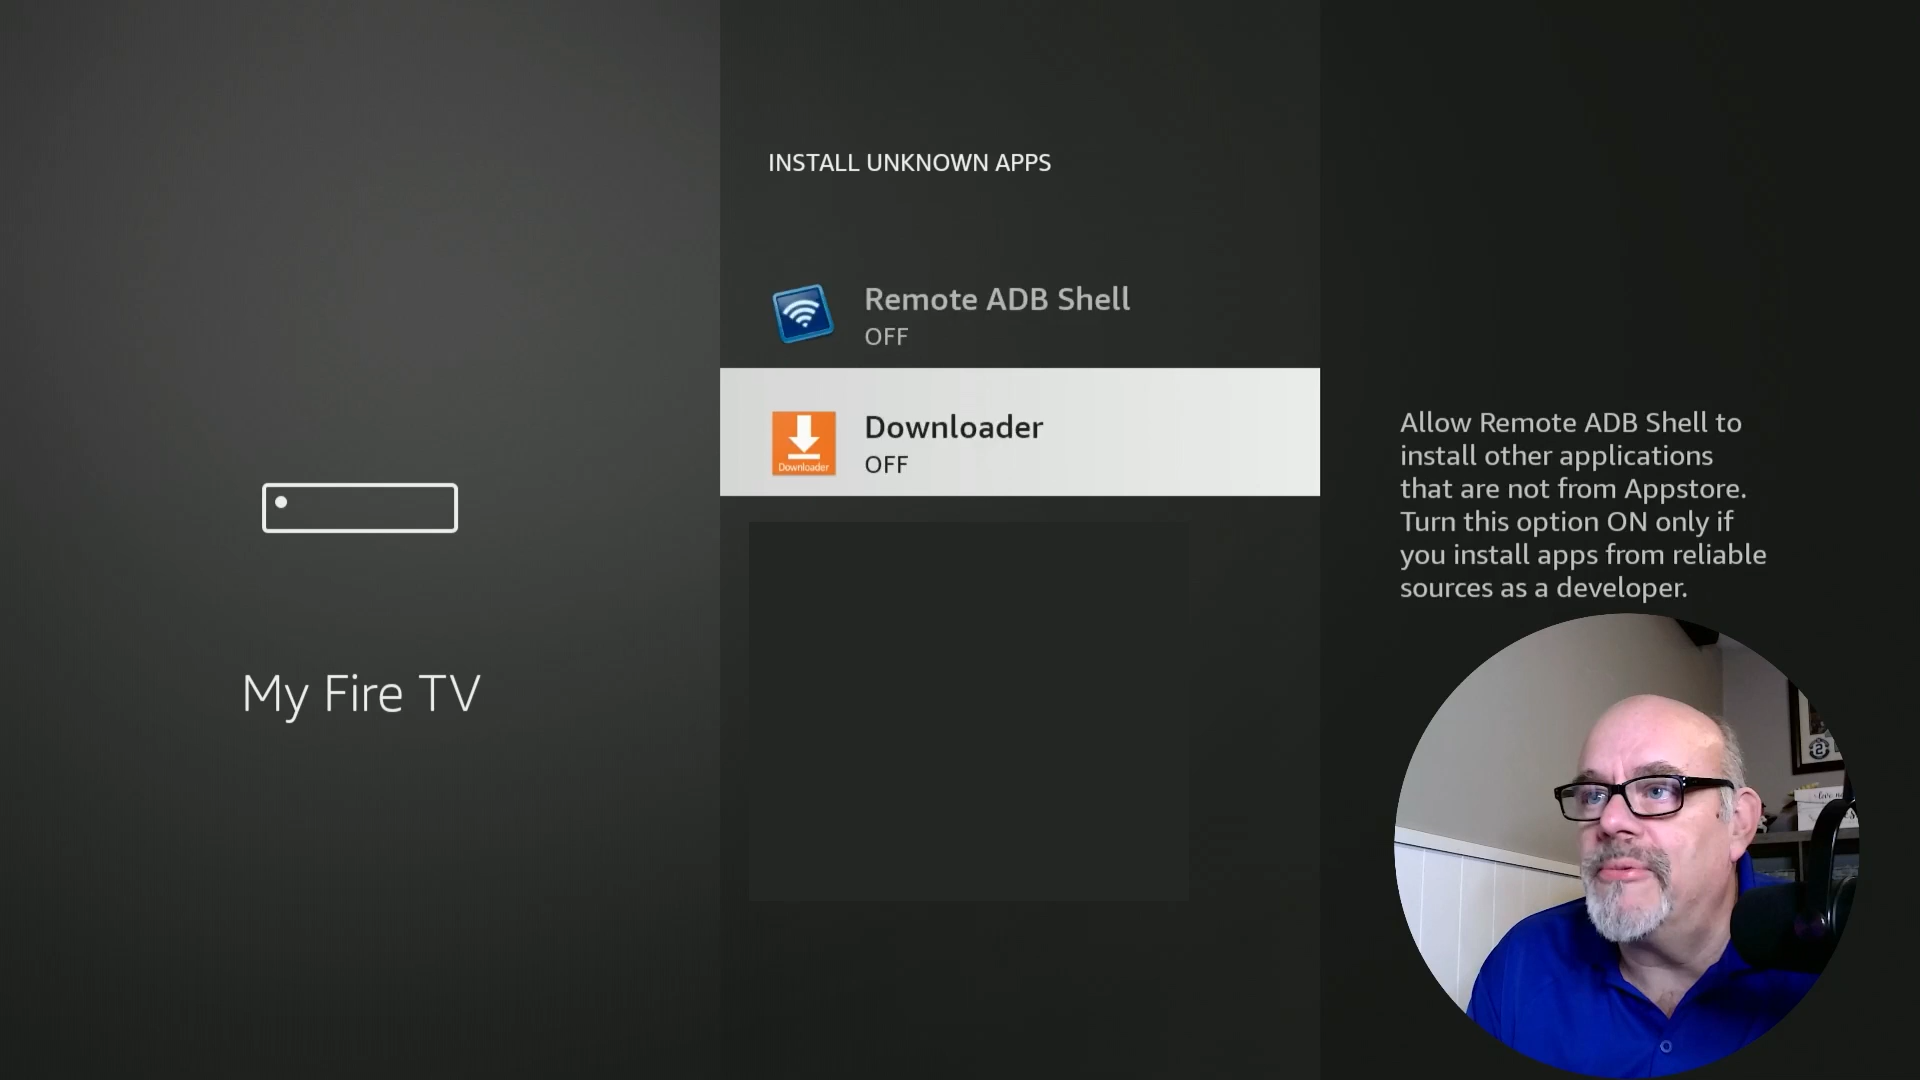 INSTALL UNKNOWN APPS
Remote ADB Shell
OFF
Downloader
Downloader
OFF
My Fire TV
Allow Remote ADB Shell to
install other applications
that are not from Appstore.
Turn this option ON only if
you install apps from reliable
sources as a developer.
2